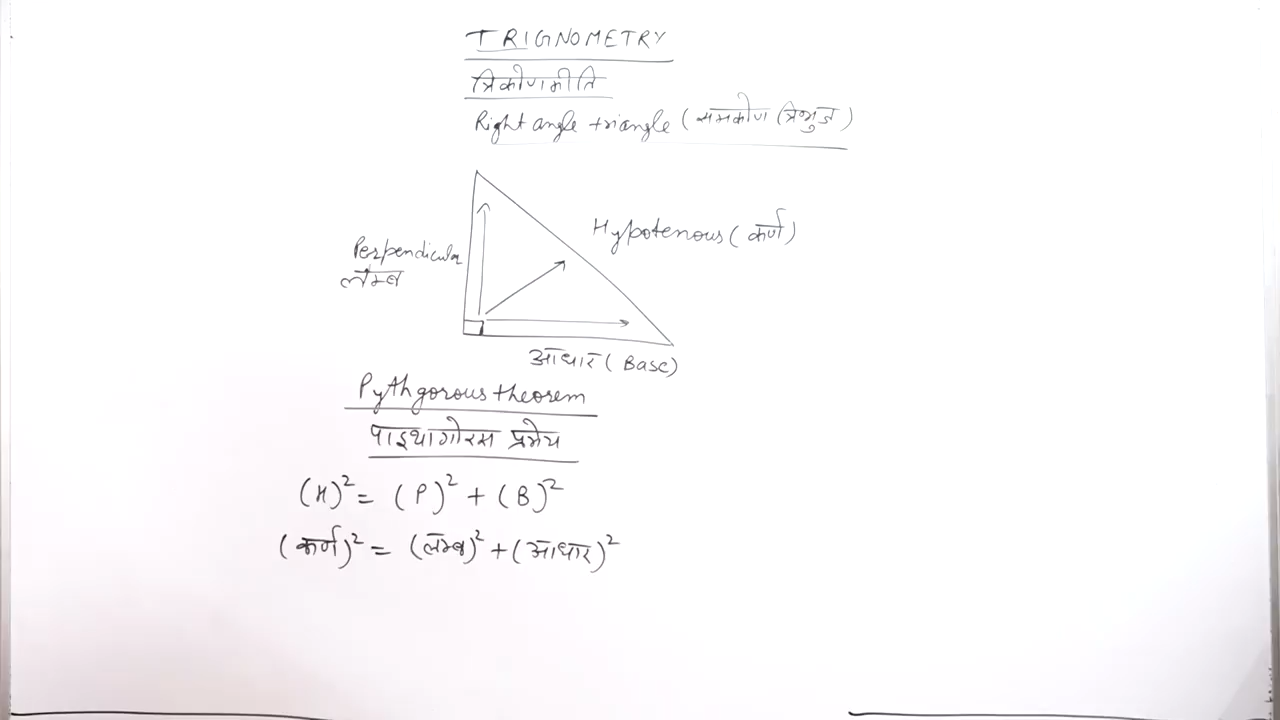 TRIGNOMETRY
त्रिकोणमीति
Right angle triangle (समकोण त्रिभुज)
Hypotenous (कर्ण)
Perpendicular
लम्ब
आधार (Base)
Pythgorous theorem
पाइथागोरस प्रमेय
(H)² = (P)² + (B)²
(कर्ण)² = (लम्ब)² + (आधार)²